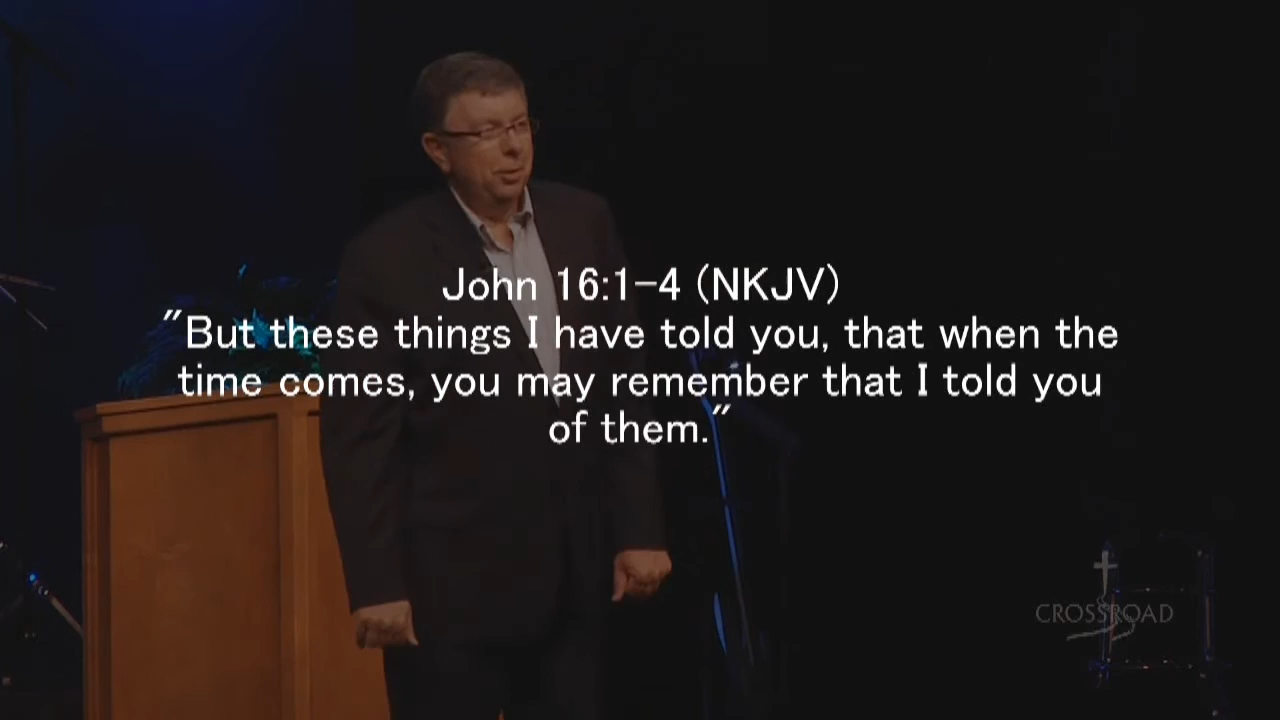 John 16:1-4 (NKJV)
"But these things I have told you, that when the
time comes, you may remember that I told you
of them."
CROSSROAD